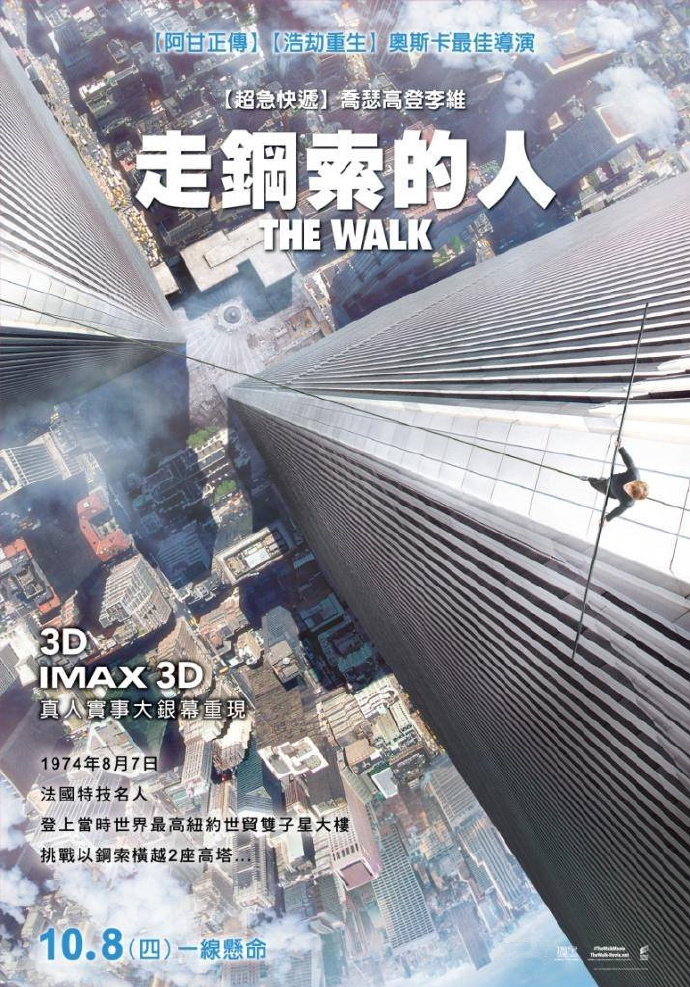 【阿甘正傳】【浩劫重生】奧斯卡最佳導演
【超急快遞】喬瑟高登李維
走鋼索的人
THE WALK
3D
IMAX 3D
真人實事大銀幕重現
1974年8月7日
法國特技名人
登上當時世界最高紐約世貿雙子星大樓
挑戰以鋼索橫越2座高塔...
10.8(四)一線懸命
#TheWalkMovie
TheWalk-Movie.net